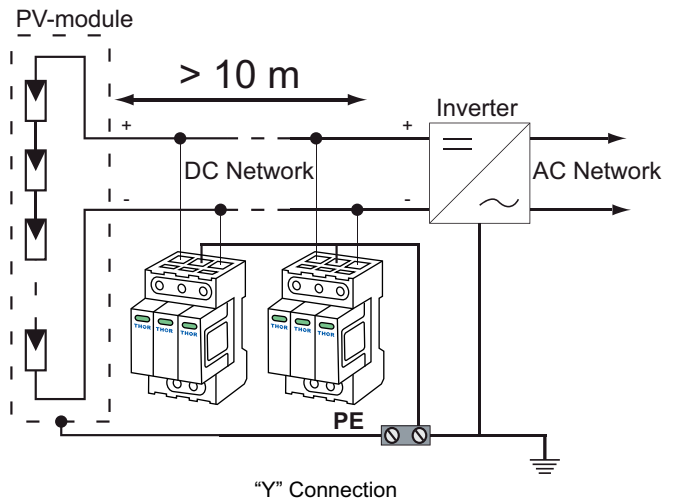 PV-module
> 10 m
Inverter
+
+
DC Network
AC Network
-
-
THOR THOR THOR
THOR THOR THOR
PE
“Y” Connection